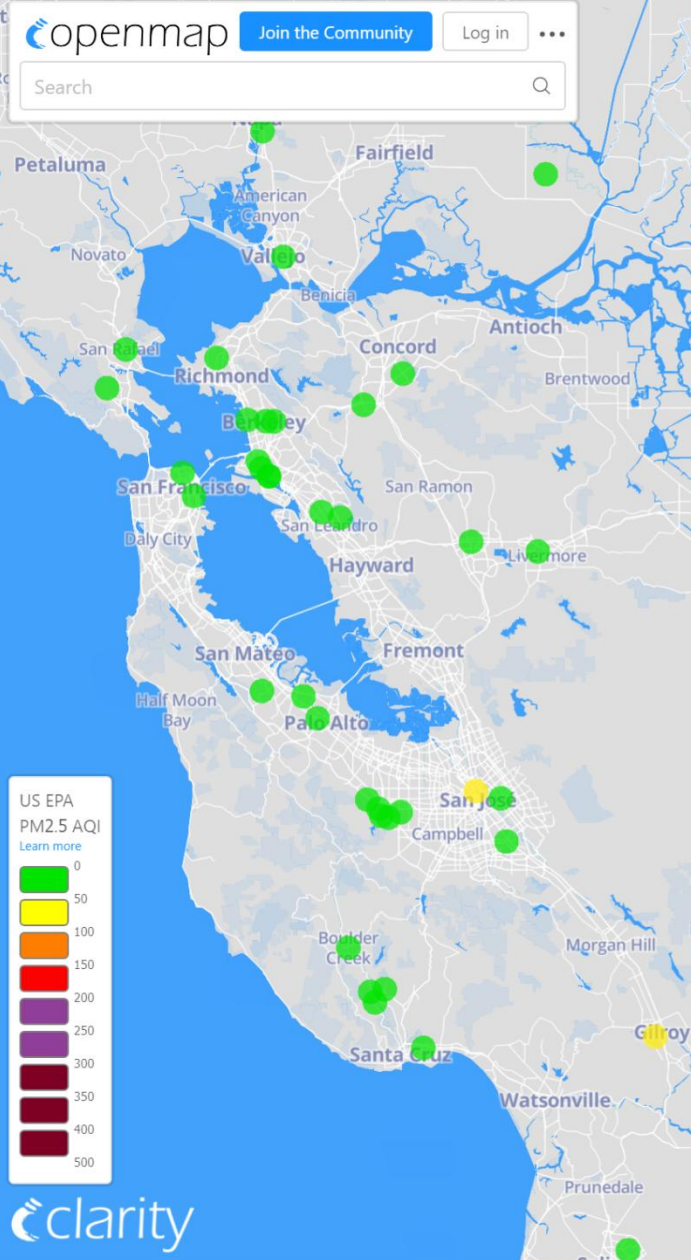 openmap
Join the Community
Log in
Search
Petaluma
Fairfield
American
Canyon
Novato
Vallejo
Benicia
Antioch
San Rafael
Concord
Richmond
Brentwood
Berkeley
San Francisco
San Ramon
San Leandro
Daly City
Livermore
Hayward
San Mateo
Fremont
Half Moon
Bay
Palo Alto
San José
Campbell
US EPA
PM2.5 AQI
Learn more
0
50
100
150
200
250
300
350
400
500
Boulder
Creek
Morgan Hill
Gilroy
Santa Cruz
Watsonville
Prunedale
clarity